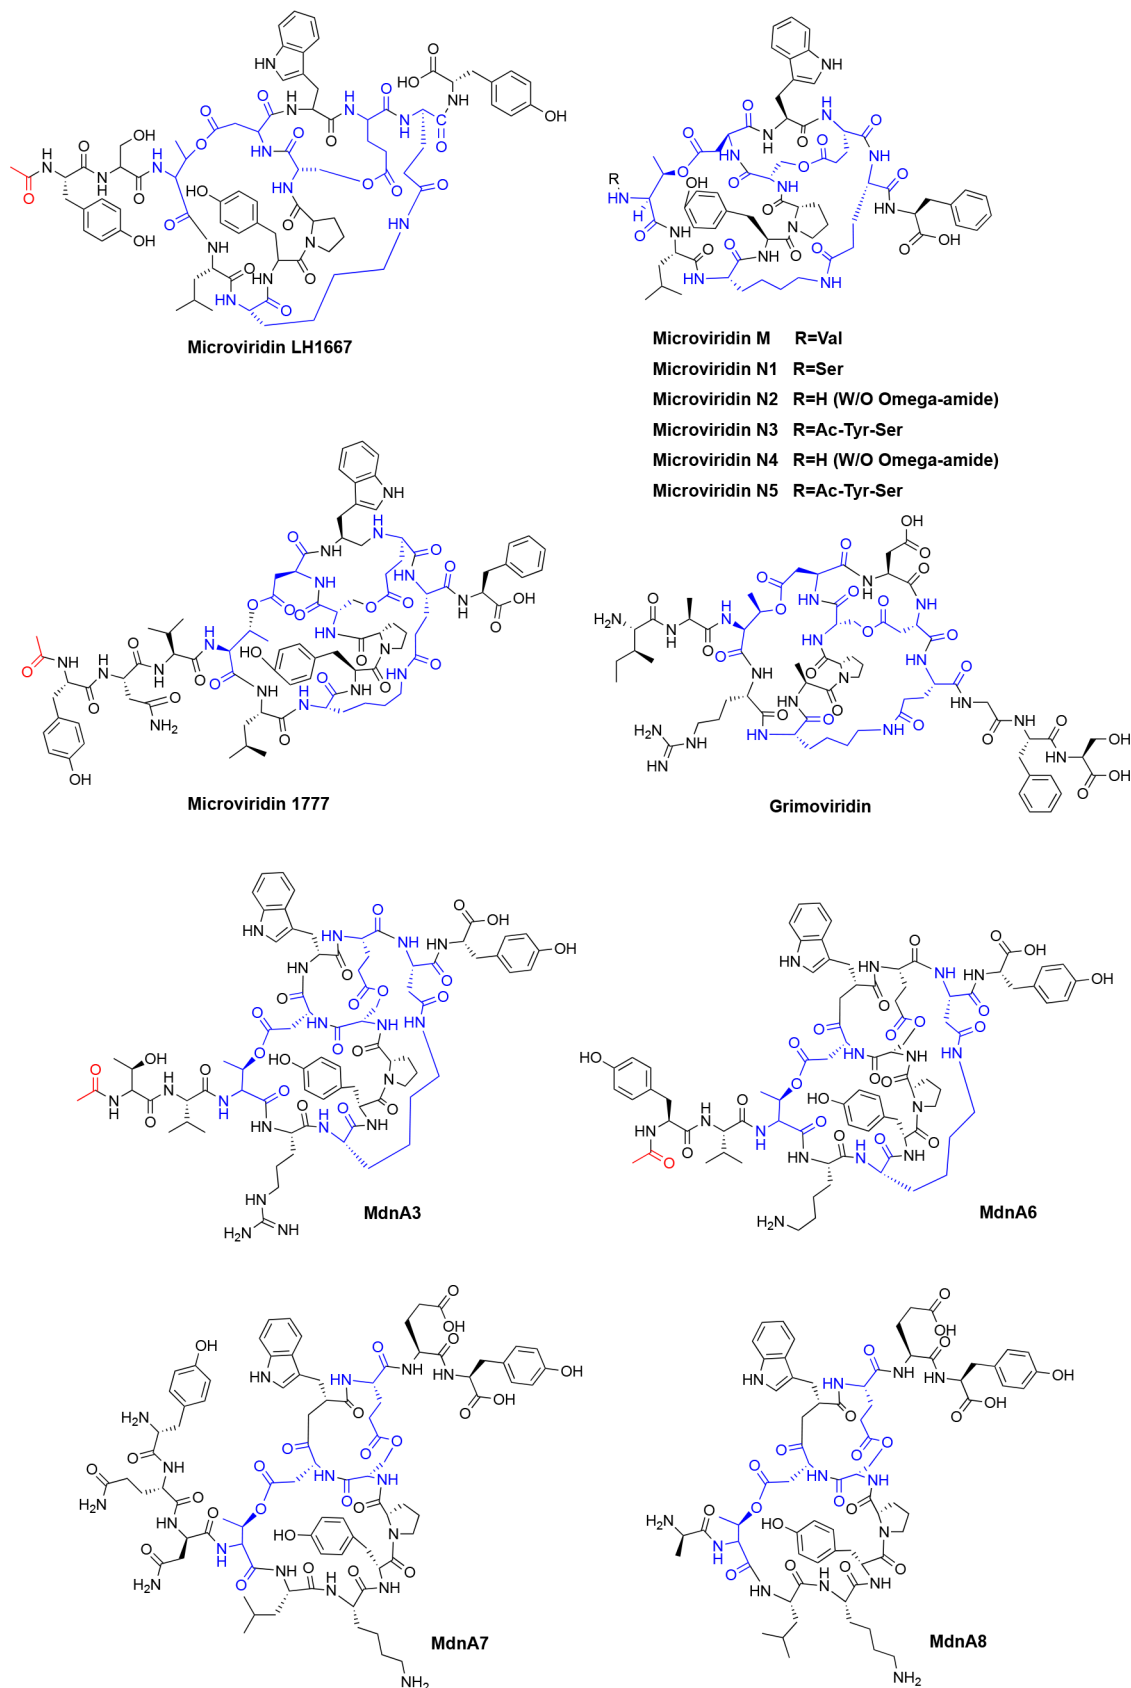 Microviridin LH1667
Microviridin M R=Val
Microviridin N1 R=Ser
Microviridin N2 R=H (W/O Omega-amide)
Microviridin N3 R=Ac-Tyr-Ser
Microviridin N4 R=H (W/O Omega-amide)
Microviridin N5 R=Ac-Tyr-Ser
Microviridin 1777
Grimoviridin
MdnA3
MdnA6
MdnA7
MdnA8